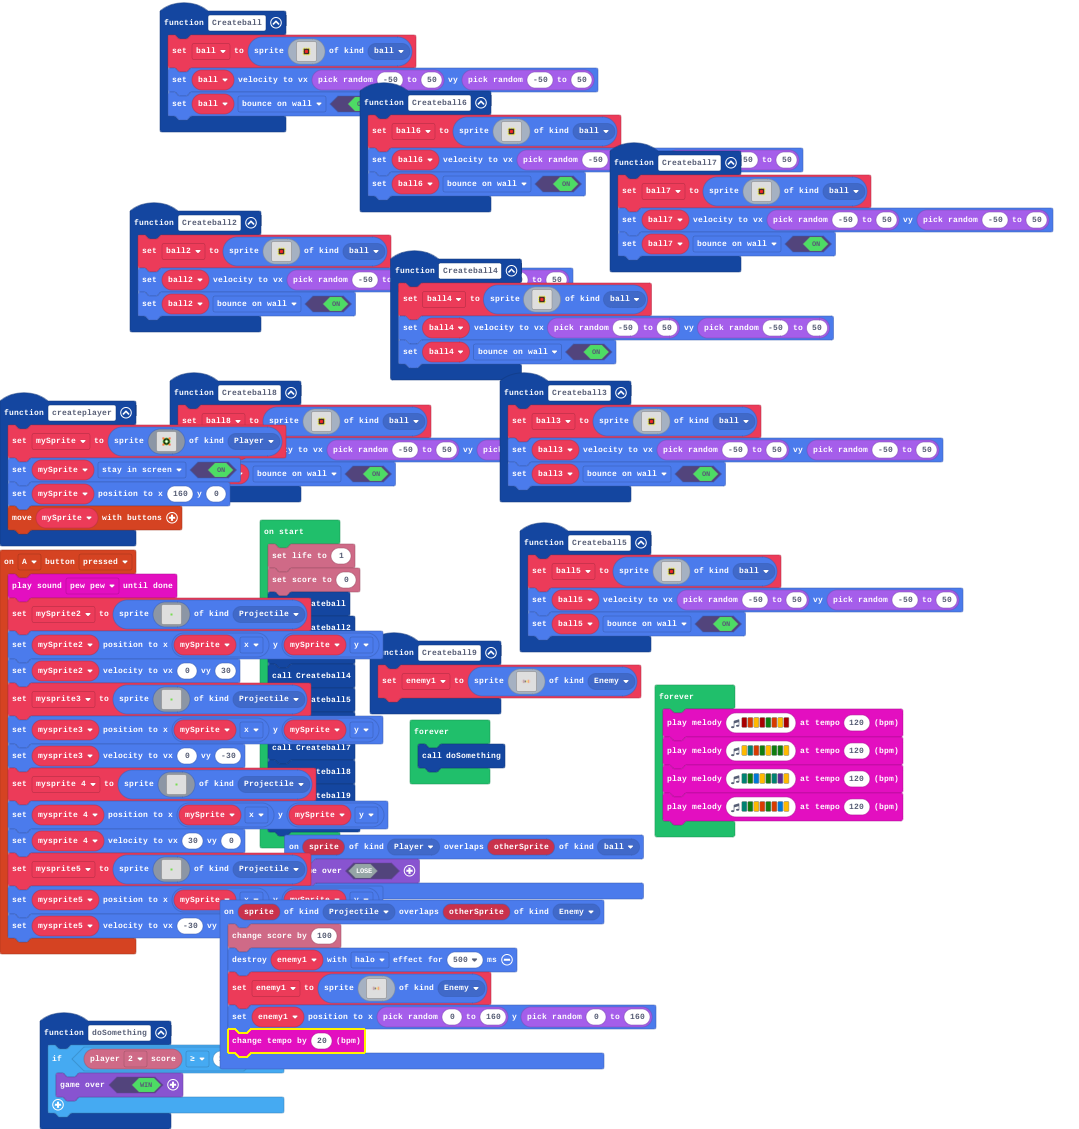 function Createball
set ball to sprite of kind ball
set ball velocity to vx pick random -50 to 50 vy pick random -50 to 50
set ball bounce on wall
function Createball6
set ball6 to sprite of kind ball
set ball6 velocity to vx pick random -50
50 to 50
set ball6 bounce on wall ON
function Createball7
set ball7 to sprite of kind ball
set ball7 velocity to vx pick random -50 to 50 vy pick random -50 to 50
set ball7 bounce on wall ON
function Createball2
set ball2 to sprite of kind ball
set ball2 velocity to vx pick random -50 to
to 50
set ball2 bounce on wall ON
function Createball4
set ball4 to sprite of kind ball
set ball4 velocity to vx pick random -50 to 50 vy pick random -50 to 50
set ball4 bounce on wall ON
function createplayer
set mySprite to sprite of kind Player
set mySprite stay in screen ON
set mySprite position to x 160 y 0
move mySprite with buttons
function Createball8
set ball8 to sprite of kind ball
to vx pick random -50 to 50 vy
bounce on wall ON
function Createball3
set ball3 to sprite of kind ball
set ball3 velocity to vx pick random -50 to 50 vy pick random -50 to 50
set ball3 bounce on wall ON
on start
set life to 1
set score to 0
call Createball4
call Createball7
function Createball5
set ball5 to sprite of kind ball
set ball5 velocity to vx pick random -50 to 50 vy pick random -50 to 50
set ball5 bounce on wall ON
on A button pressed
play sound pew pew until done
set mySprite2 to sprite of kind Projectile
set mySprite2 position to x mySprite x y mySprite y
set mySprite2 velocity to vx 0 vy 30
set mysprite3 to sprite of kind Projectile
set mysprite3 position to x mySprite x y mySprite y
set mysprite3 velocity to vx 0 vy -30
set mysprite 4 to sprite of kind Projectile
set mysprite 4 position to x mySprite x y mySprite y
set mysprite 4 velocity to vx 30 vy 0
set mysprite5 to sprite of kind Projectile
set mysprite5 position to x mySprite x y mySprite y
set mysprite5 velocity to vx -30 vy
Createball9
set enemy1 to sprite of kind Enemy
forever
call doSomething
forever
play melody at tempo 120 (bpm)
play melody at tempo 120 (bpm)
play melody at tempo 120 (bpm)
play melody at tempo 120 (bpm)
on sprite of kind Player overlaps otherSprite of kind ball
over LOSE
on sprite of kind Projectile overlaps otherSprite of kind Enemy
change score by 100
destroy enemy1 with halo effect for 500 ms
set enemy1 to sprite of kind Enemy
set enemy1 position to x pick random 0 to 160 y pick random 0 to 160
change tempo by 20 (bpm)
function doSomething
if player 2 score ≥
game over WIN